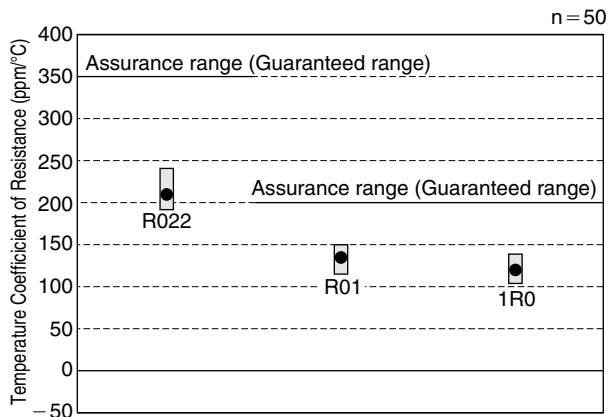 n=50
Temperature Coefficicient of Resistance (ppm/°C)
400
350
300
250
200
150
100
50
0
−50
Assurance range (Guaranteed range)
Assurance range (Guaranteed range)
R022
R01
1R0